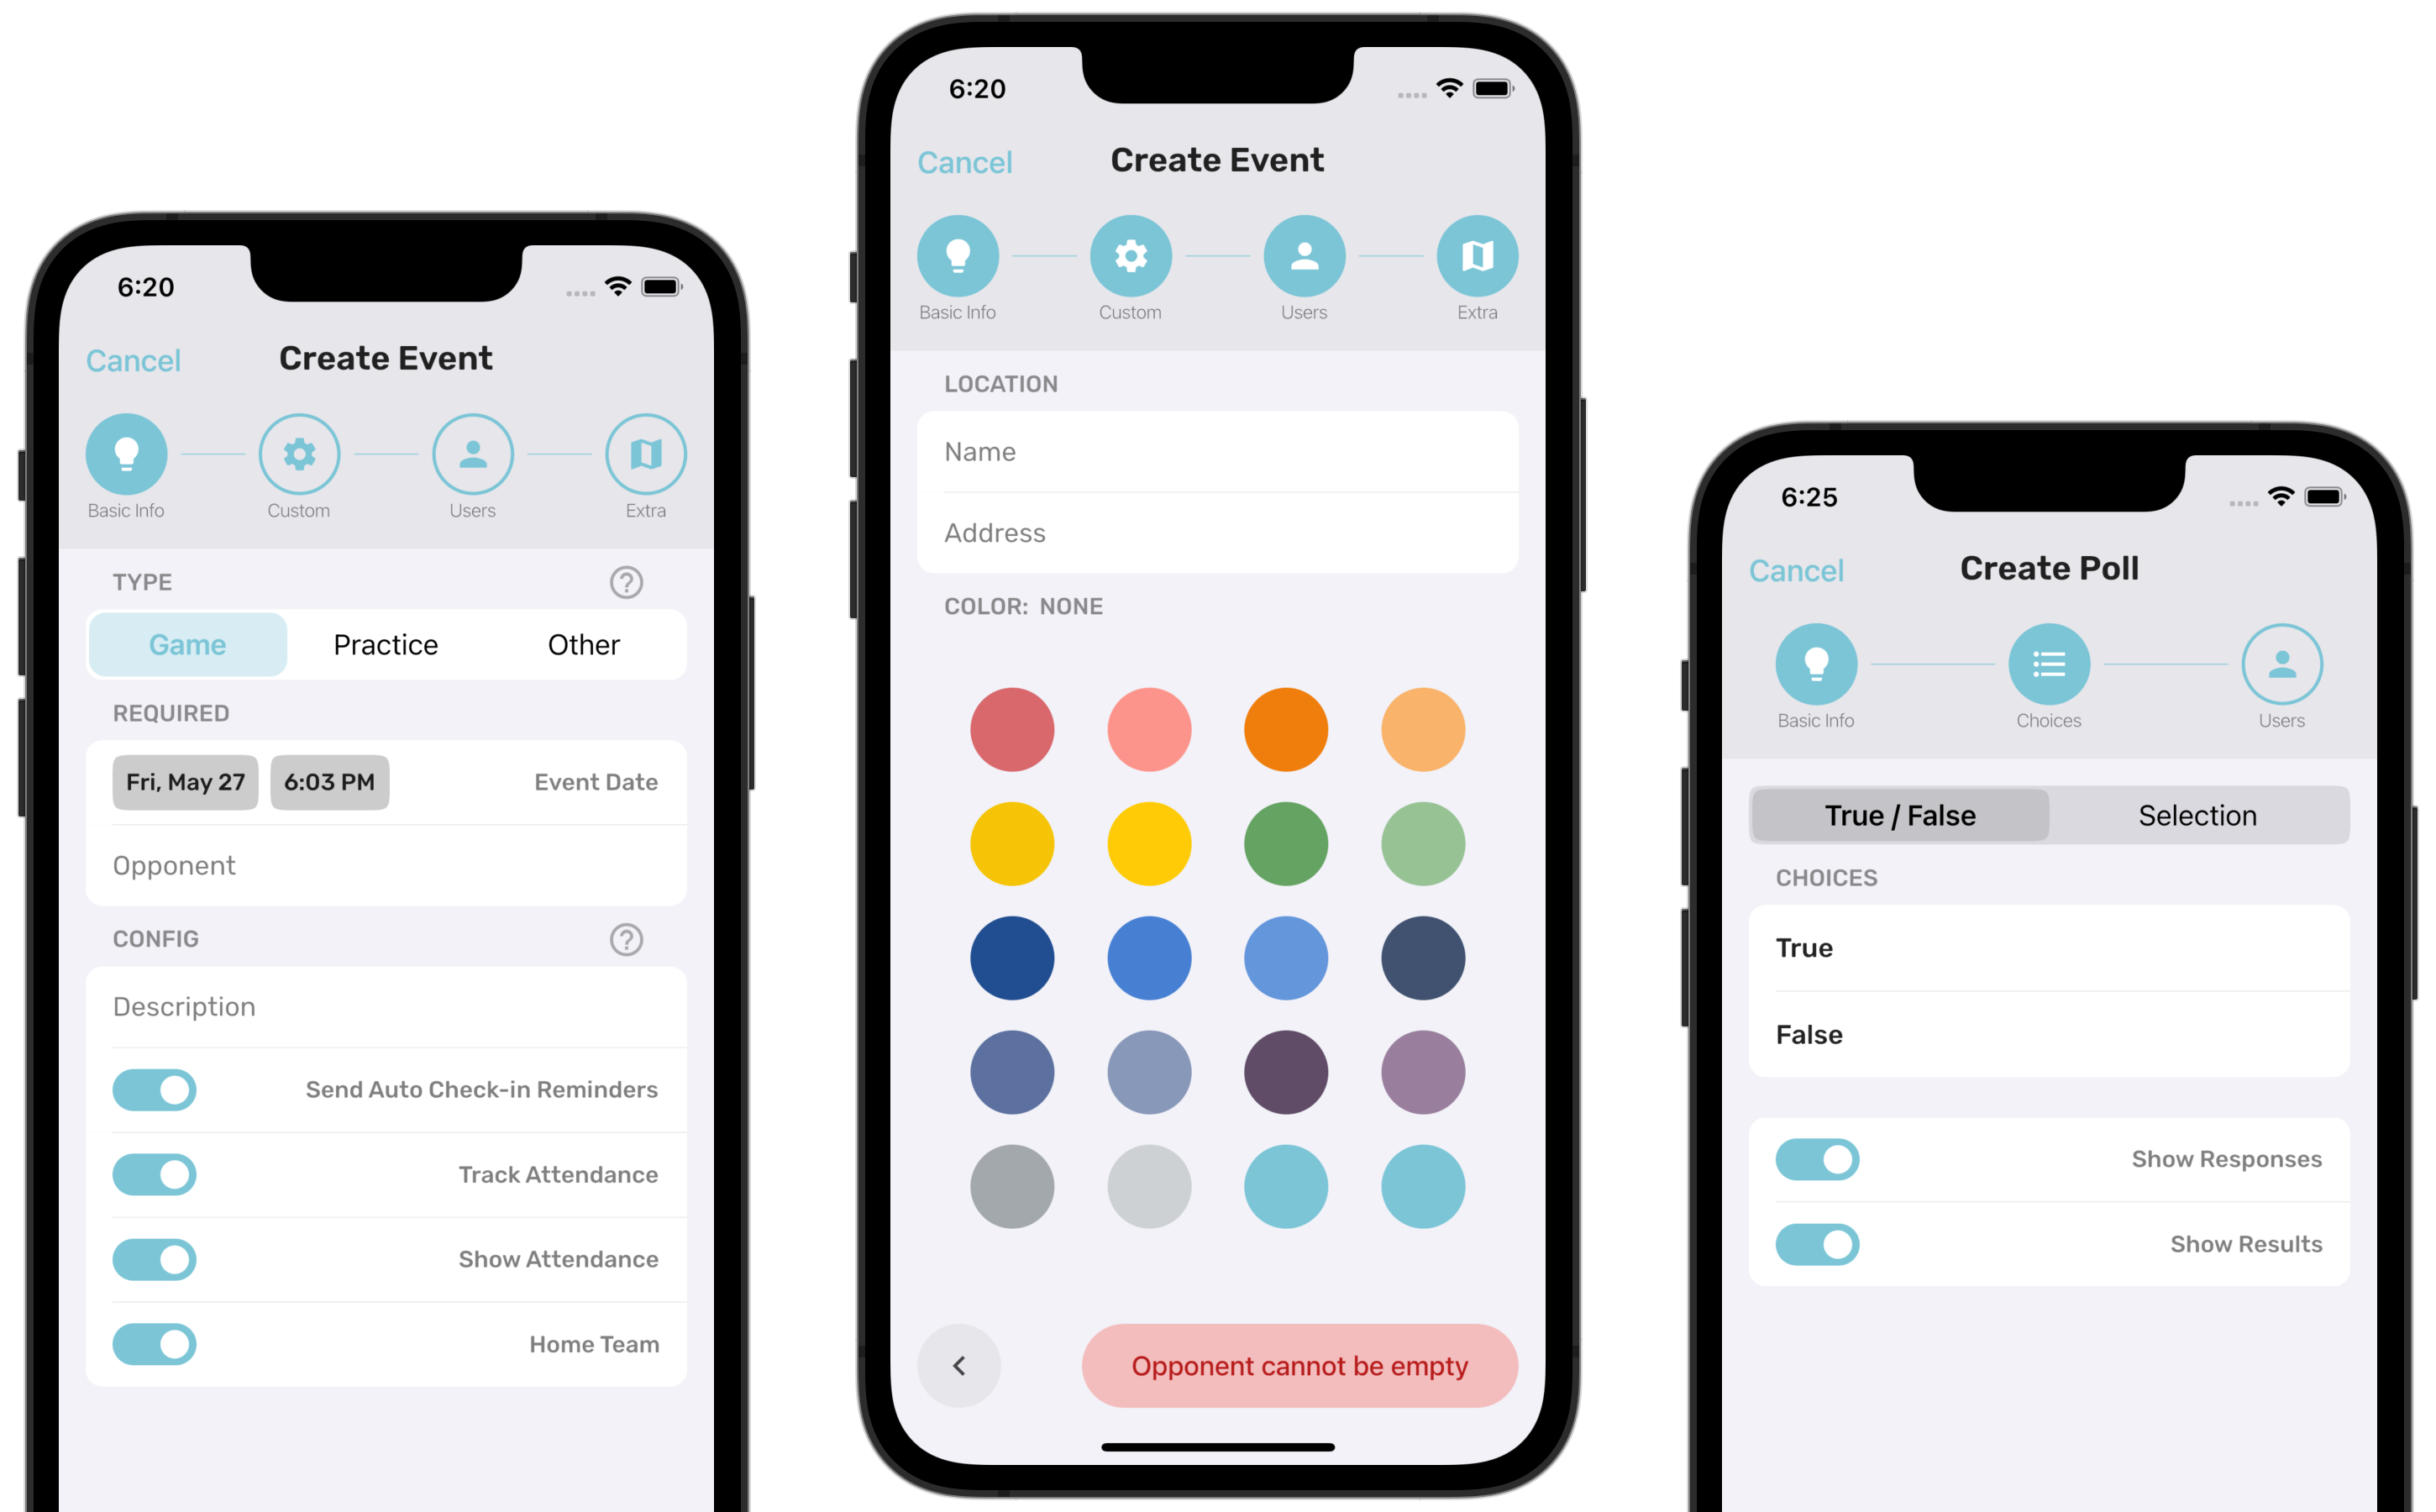 6:20
Cancel
Create Event
Basic Info
Custom
Users
Extra
TYPE
Game
Practice
Other
REQUIRED
Fri, May 27
6:03 PM
Event Date
Opponent
CONFIG
Description
Send Auto Check-in Reminders
Track Attendance
Show Attendance
Home Team
6:20
Cancel
Create Event
Basic Info
Custom
Users
Extra
LOCATION
Name
Address
COLOR: NONE
Opponent cannot be empty
6:25
Cancel
Create Poll
Basic Info
Choices
Users
True / False
Selection
CHOICES
True
False
Show Responses
Show Results